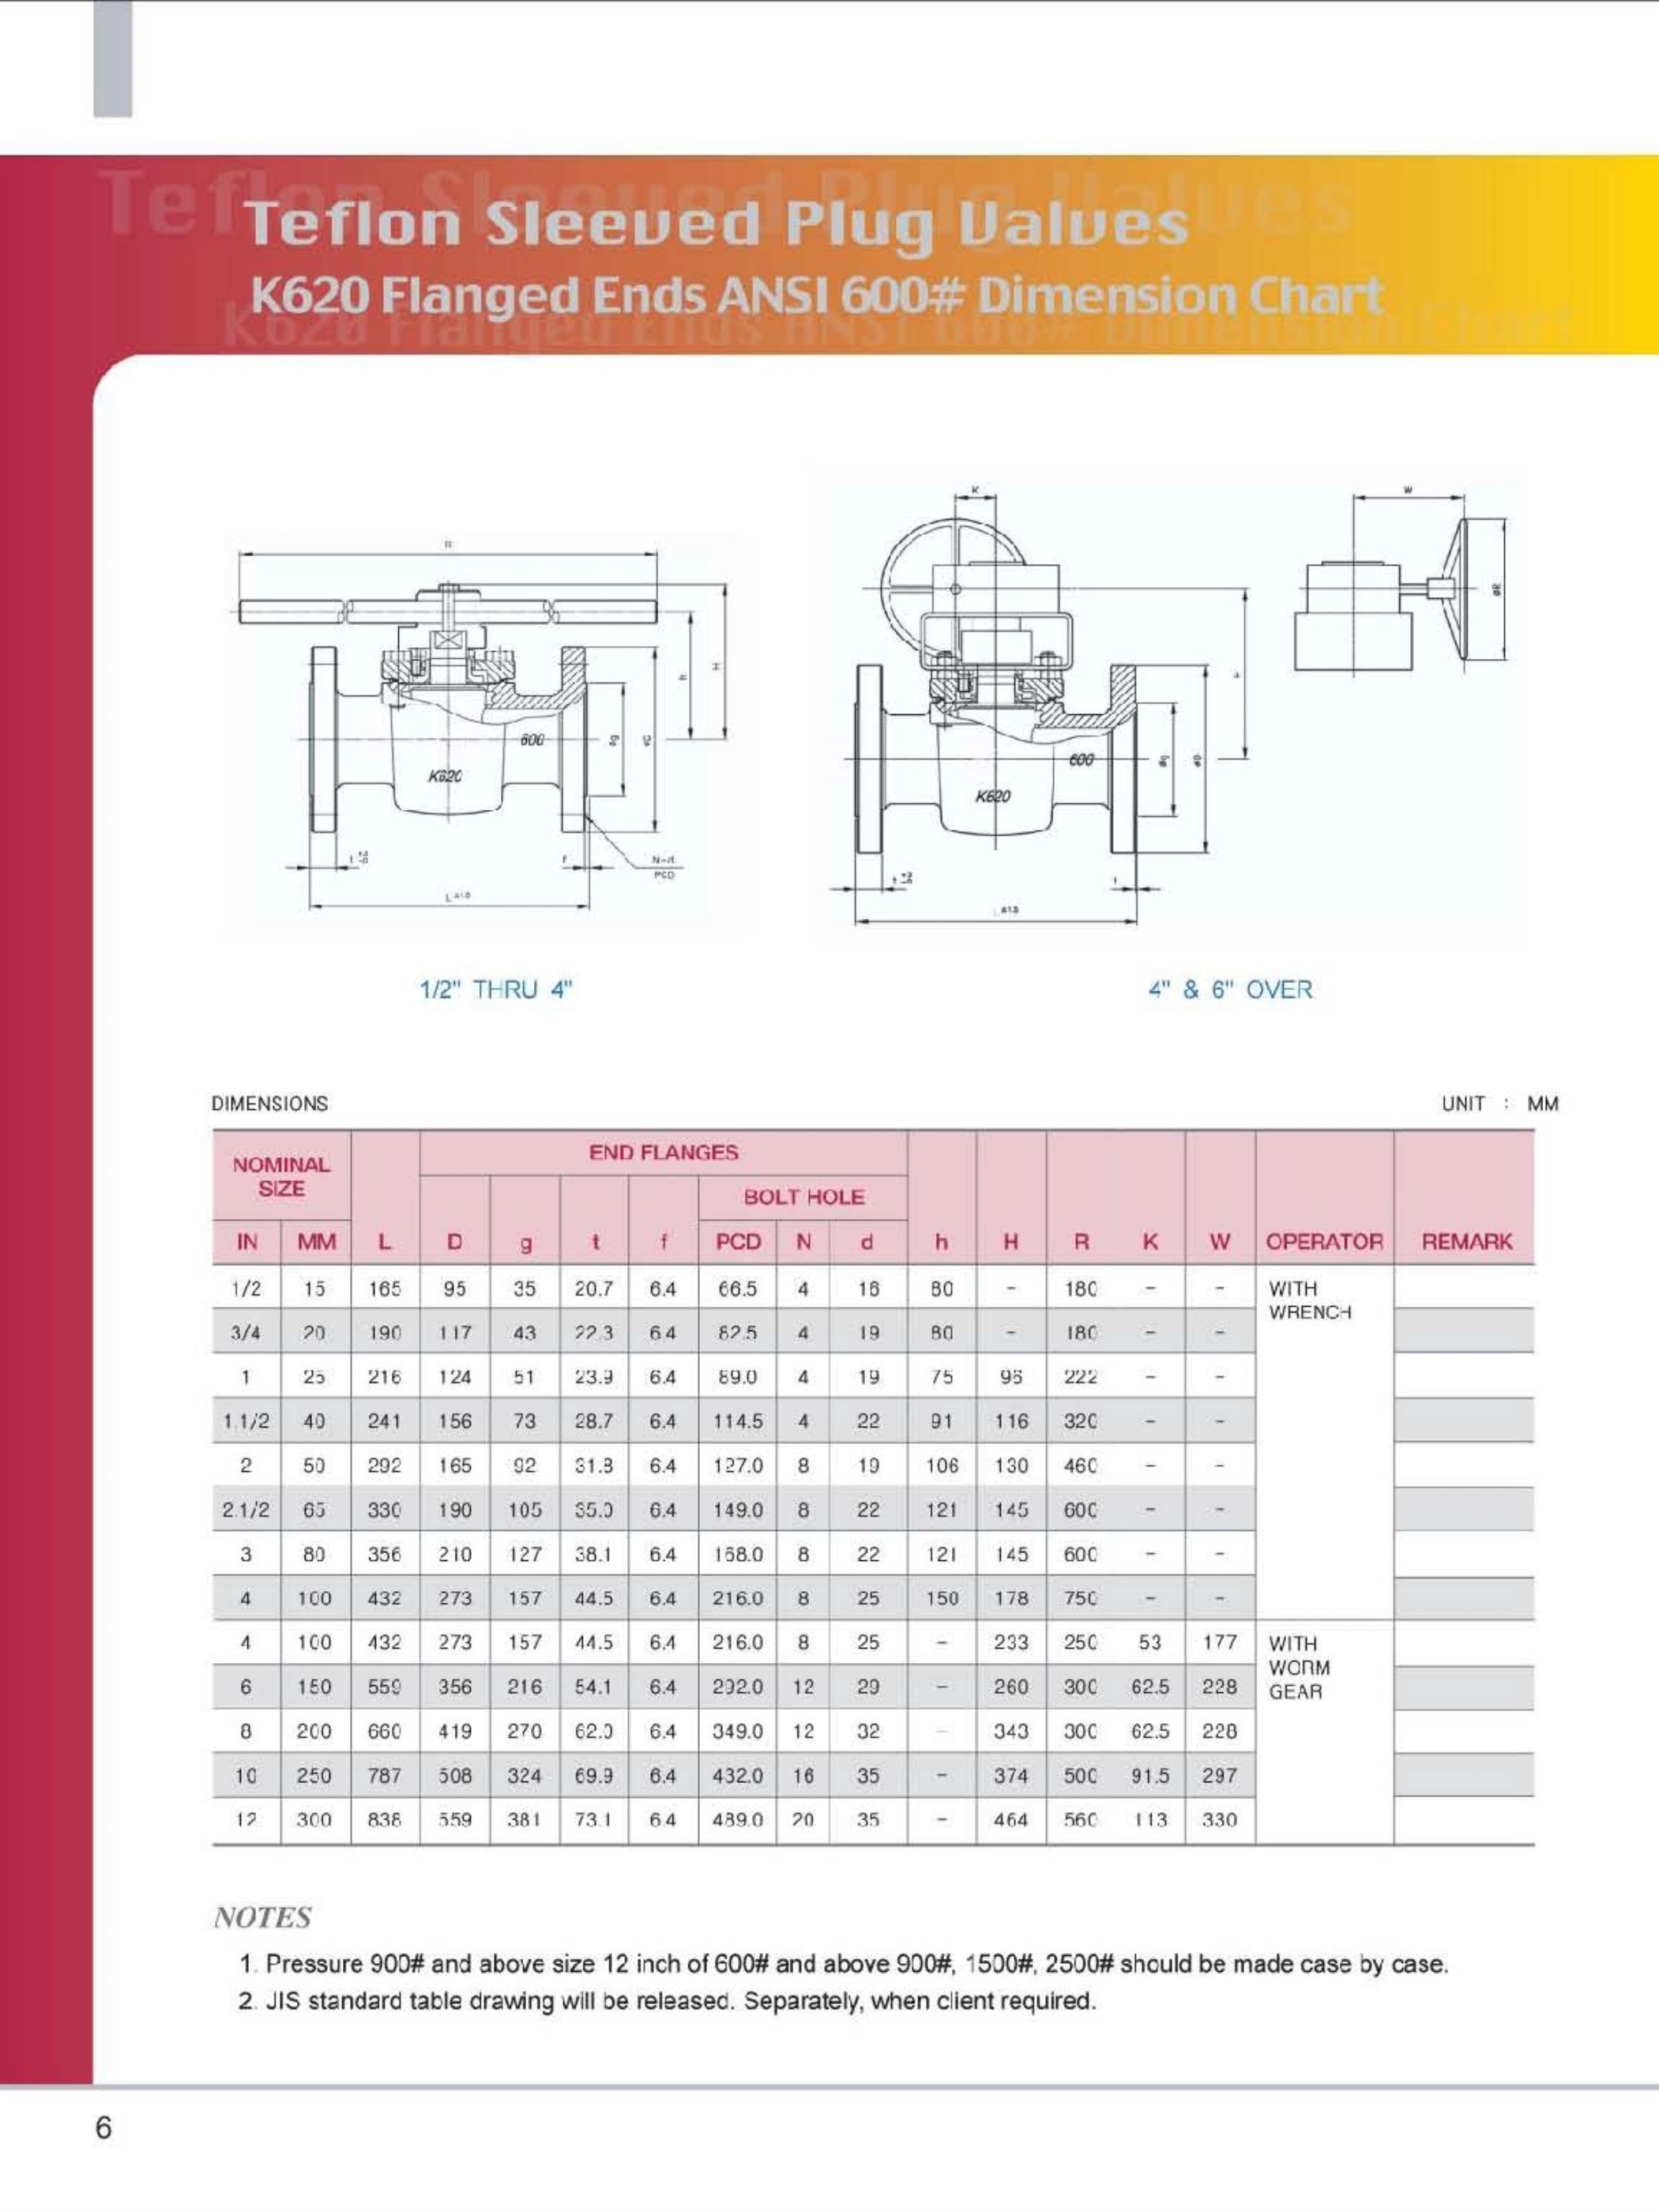 Teflon Sleeved Plug Valves
K620 Flanged Ends ANSI 600# Dimension Chart
K
W
R
H
h
øg
600
K620
N-d
PCD
t +2 -0
f
L ±1.5
øR
øg
øD
600
K620
t +2 -0
±1.5
1/2" THRU 4"
4" & 6" OVER
DIMENSIONS
UNIT : MM
NOMINAL SIZE
END FLANGES
BOLT HOLE
IN MM L D g t f PCD N d h H R K W OPERATOR REMARK
1/2 15 165 95 35 20.7 6.4 66.5 4 16 80 - 180 - - WITH WRENCH
3/4 20 190 117 43 22.3 6.4 82.5 4 19 80 - 180 - -
1 25 216 124 51 23.9 6.4 89.0 4 19 75 96 222 - -
1.1/2 40 241 156 73 28.7 6.4 114.5 4 22 91 116 320 - -
2 50 292 165 92 31.8 6.4 127.0 8 19 106 130 460 - -
2.1/2 65 330 190 105 35.0 6.4 149.0 8 22 121 145 600 - -
3 80 356 210 127 38.1 6.4 168.0 8 22 121 145 600 - -
4 100 432 273 157 44.5 6.4 216.0 8 25 150 178 750 - -
4 100 432 273 157 44.5 6.4 216.0 8 25 - 233 250 53 177 WITH WORM GEAR
6 150 559 356 216 54.1 6.4 292.0 12 29 - 260 300 62.5 228
8 200 660 419 270 62.0 6.4 349.0 12 32 - 343 300 62.5 228
10 250 787 508 324 69.9 6.4 432.0 16 35 - 374 500 91.5 297
12 300 838 559 381 73.1 6.4 489.0 20 35 - 464 560 113 330
NOTES
1. Pressure 900# and above size 12 inch of 600# and above 900#, 1500#, 2500# should be made case by case.
2. JIS standard table drawing will be released. Separately, when client required.
6